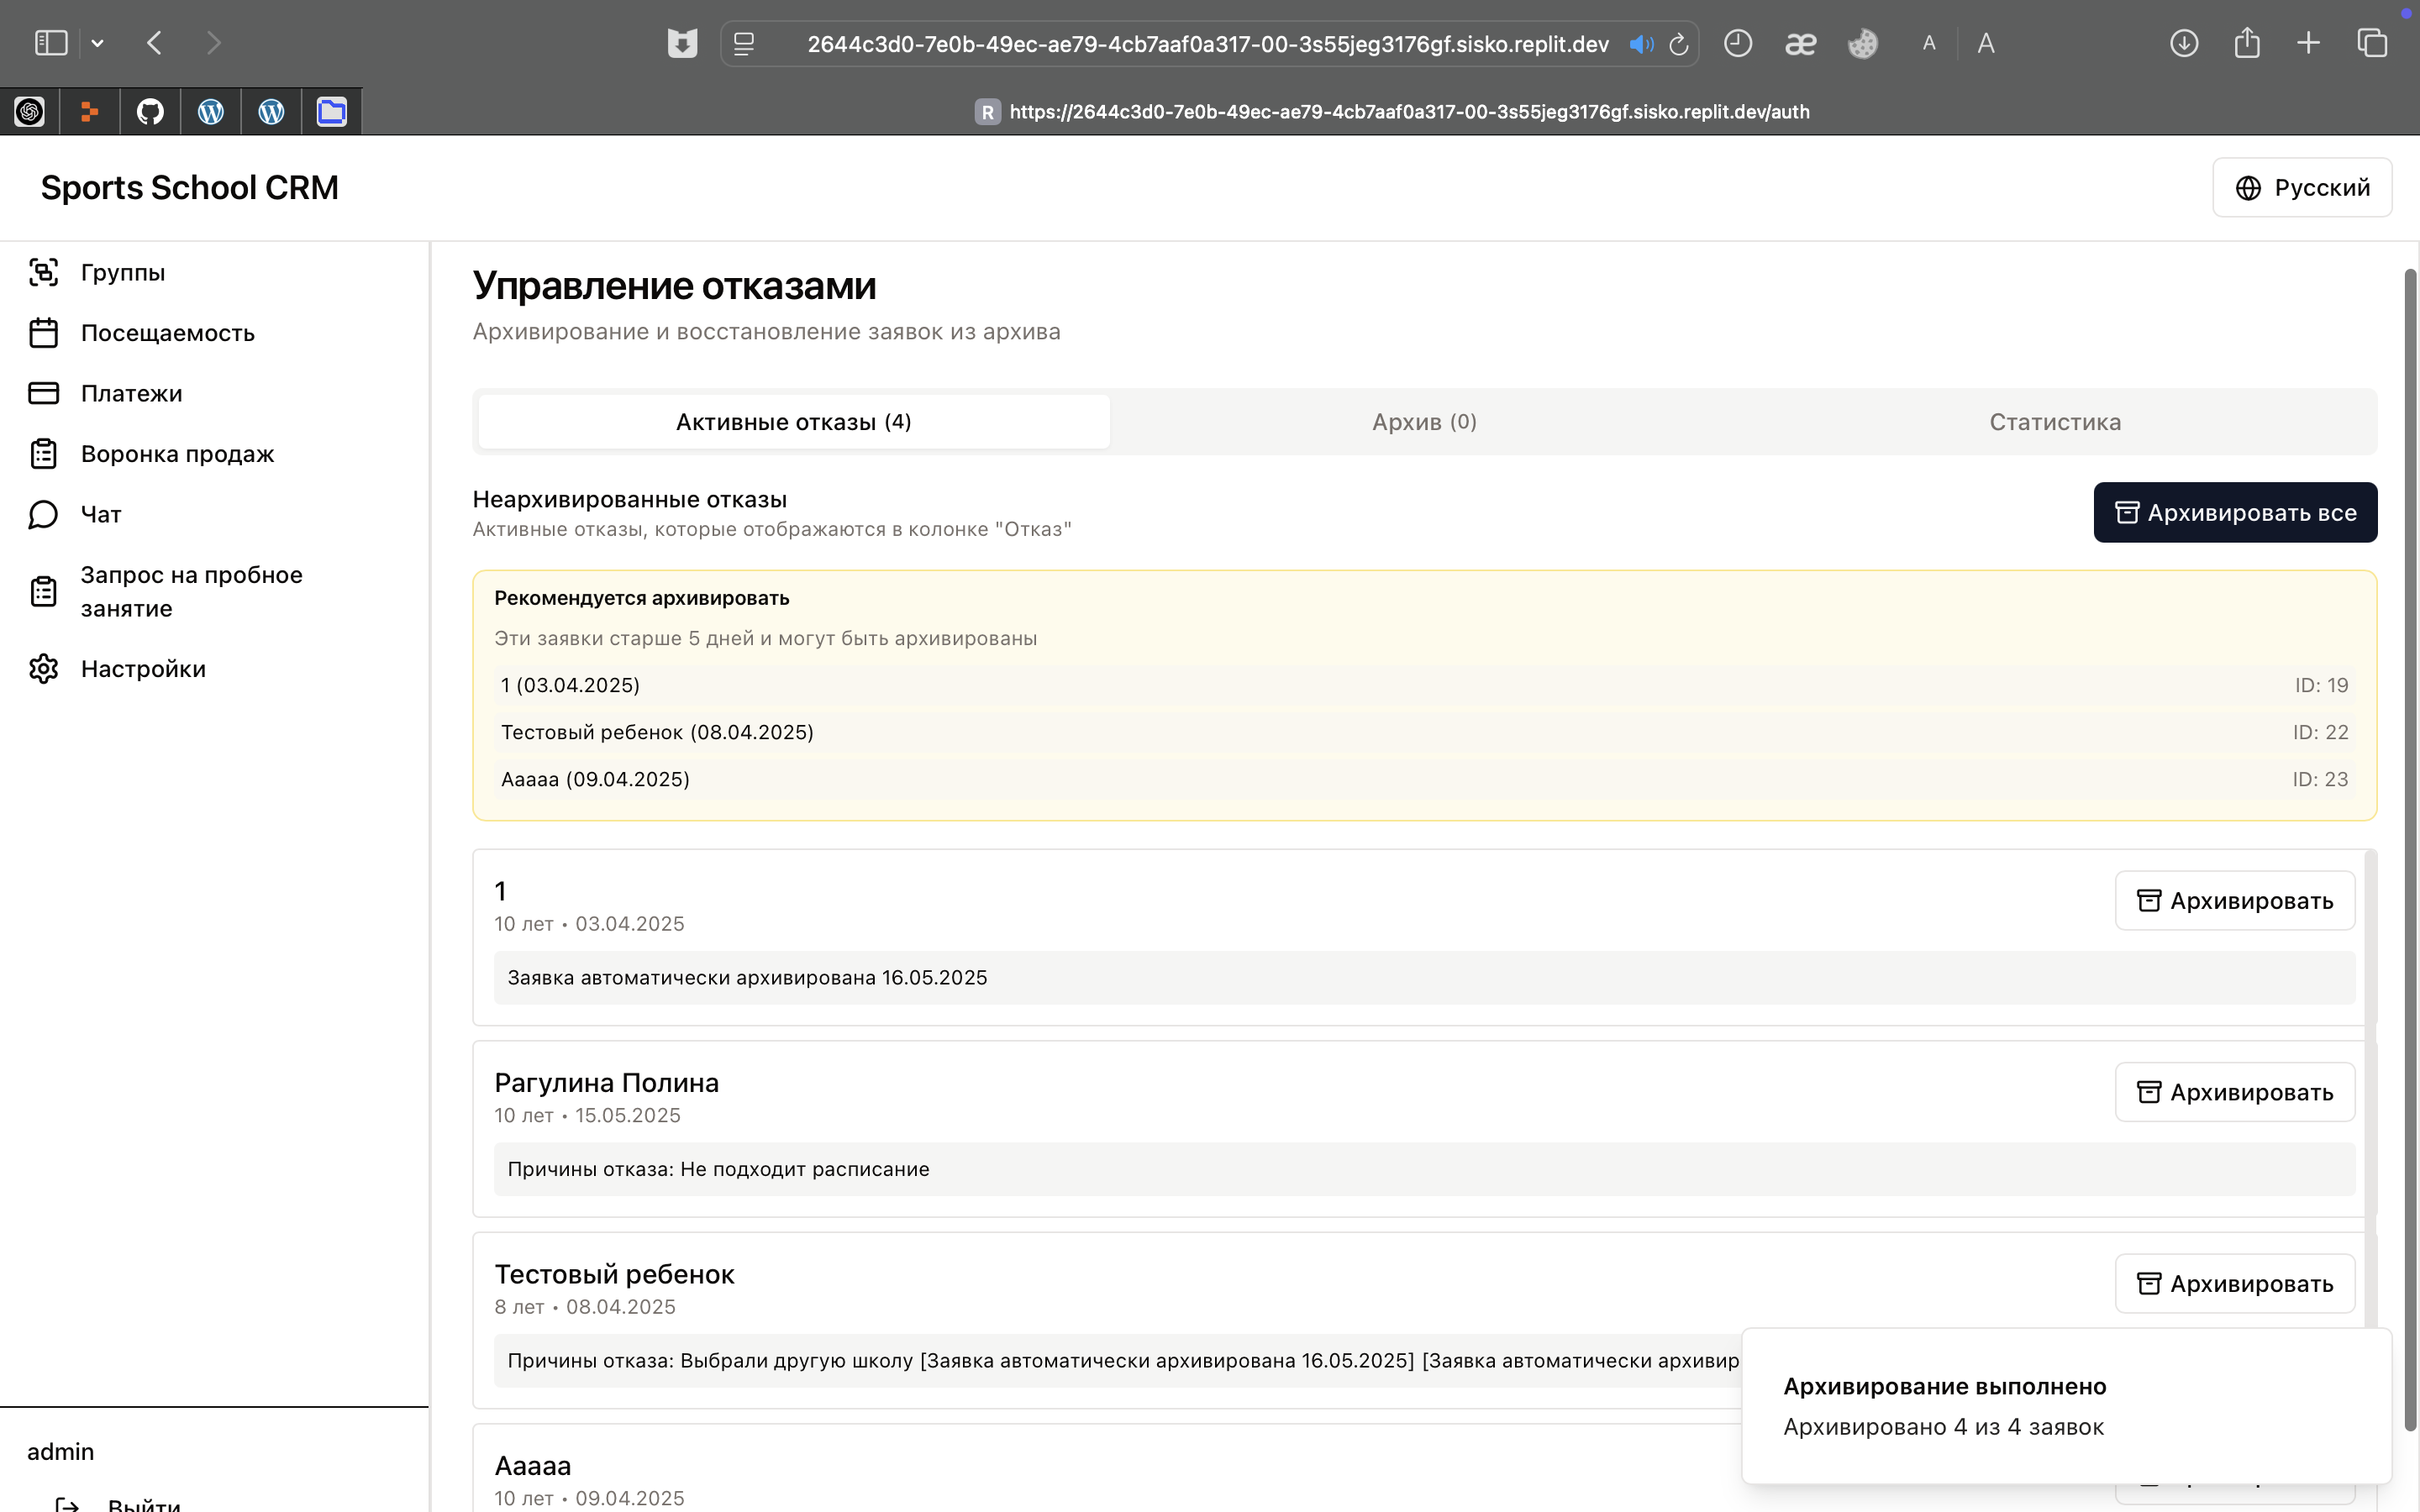 2644c3d0-7e0b-49ec-ae79-4cb7aaf0a317-00-3s55jeg3176gf.sisko.replit.dev
æ
A
A
R https://2644c3d0-7e0b-49ec-ae79-4cb7aaf0a317-00-3s55jeg3176gf.sisko.replit.dev/auth
Sports School CRM
Русский
Группы
Посещаемость
Платежи
Воронка продаж
Чат
Запрос на пробное
занятие
Настройки
admin
Выйти
Управление отказами
Архивирование и восстановление заявок из архива
Активные отказы (4)
Архив (0)
Статистика
Неархивированные отказы
Активные отказы, которые отображаются в колонке "Отказ"
Архивировать все
Рекомендуется архивировать
Эти заявки старше 5 дней и могут быть архивированы
1 (03.04.2025) ID: 19
Тестовый ребенок (08.04.2025) ID: 22
Ааааа (09.04.2025) ID: 23
1
10 лет • 03.04.2025
Архивировать
Заявка автоматически архивирована 16.05.2025
Рагулина Полина
10 лет • 15.05.2025
Архивировать
Причины отказа: Не подходит расписание
Тестовый ребенок
8 лет • 08.04.2025
Архивировать
Причины отказа: Выбрали другую школу [Заявка автоматически архивирована 16.05.2025] [Заявка автоматически архивир
Ааааа
10 лет • 09.04.2025
Архивирование выполнено
Архивировано 4 из 4 заявок